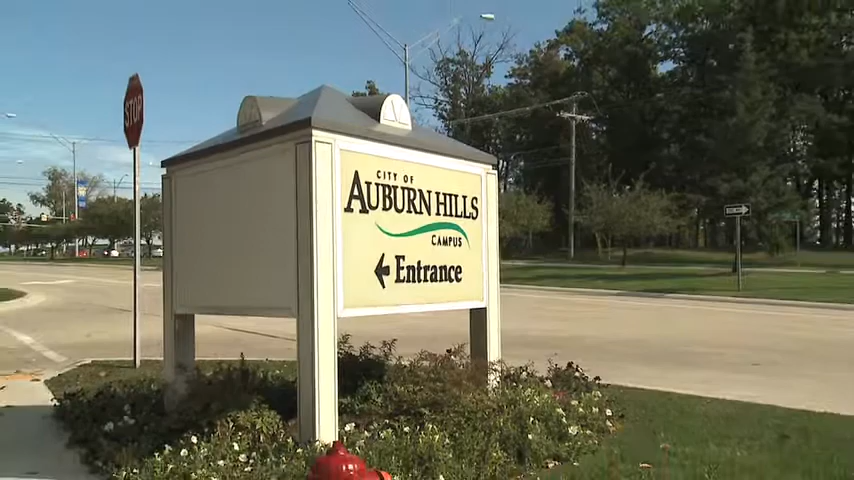 STOP
CITY OF
AUBURN HILLS
CAMPUS
Entrance